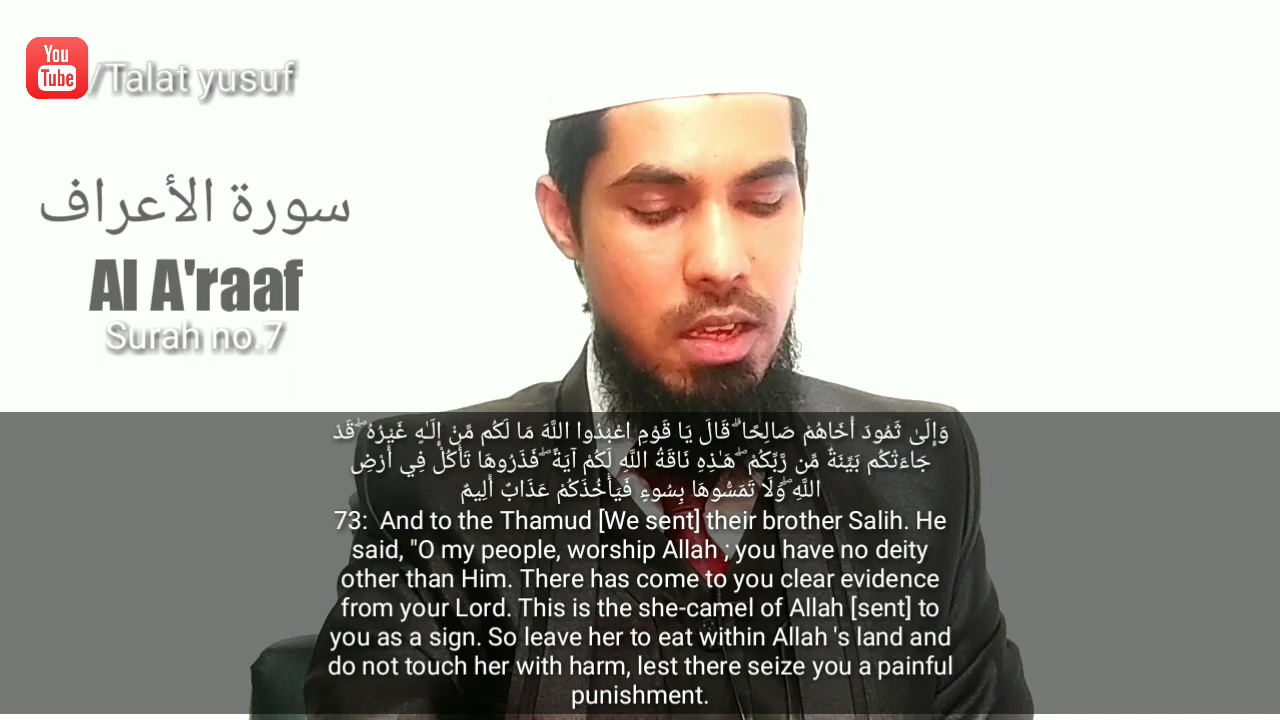 You
Tube
/Talat yusuf
سورة الأعراف
Al A'raaf
Surah no.7
وَإِلَىٰ ثَمُودَ أَخَاهُمْ صَالِحًا ۗ قَالَ يَا قَوْمِ اعْبُدُوا اللَّهَ مَا لَكُم مِّنْ إِلَـٰهٍ غَيْرُهُ ۖ قَدْ
جَاءَتْكُم بَيِّنَةٌ مِّن رَّبِّكُمْ ۖ هَـٰذِهِ نَاقَةُ اللَّهِ لَكُمْ آيَةً ۖ فَذَرُوهَا تَأْكُلْ فِي أَرْضِ
اللَّهِ ۖ وَلَا تَمَسُّوهَا بِسُوءٍ فَيَأْخُذَكُمْ عَذَابٌ أَلِيمٌ
73:  And to the Thamud [We sent] their brother Salih. He
said, "O my people, worship Allah ; you have no deity
other than Him. There has come to you clear evidence
from your Lord. This is the she-camel of Allah [sent] to
you as a sign. So leave her to eat within Allah 's land and
do not touch her with harm, lest there seize you a painful
punishment.